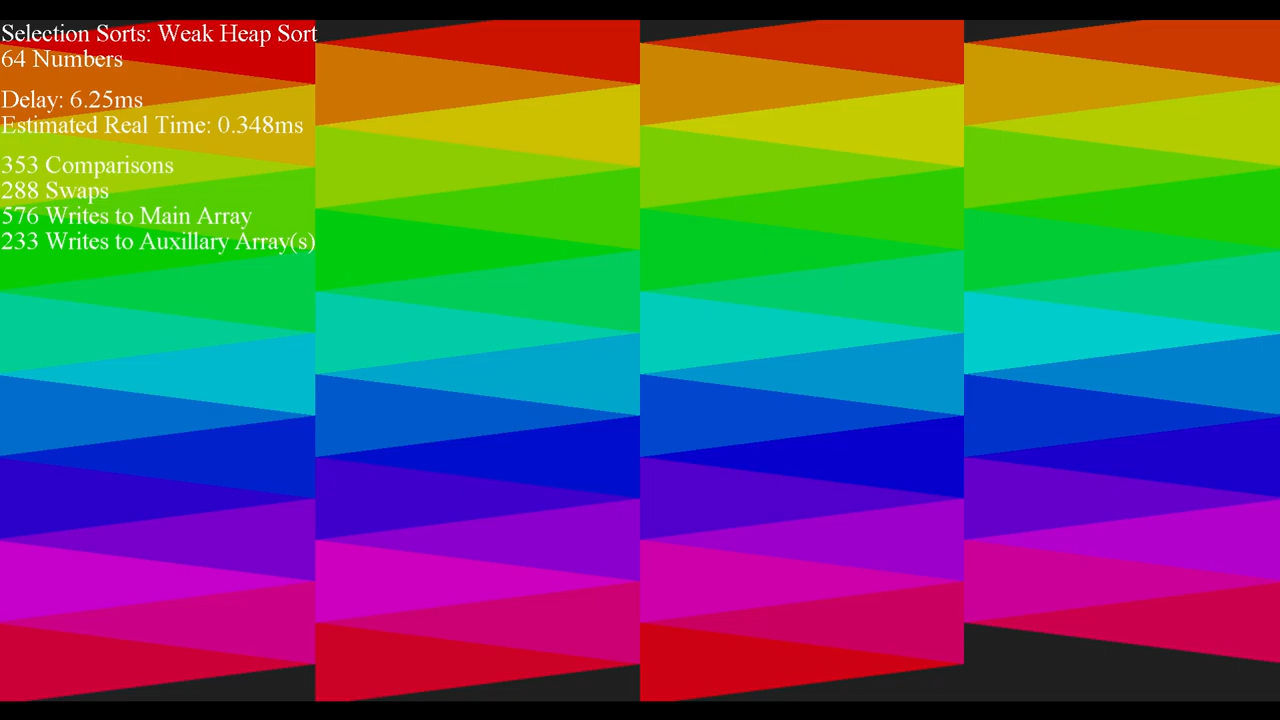 Selection Sorts: Weak Heap Sort
64 Numbers
Delay: 6.25ms
Estimated Real Time: 0.348ms
353 Comparisons
288 Swaps
576 Writes to Main Array
233 Writes to Auxillary Array(s)